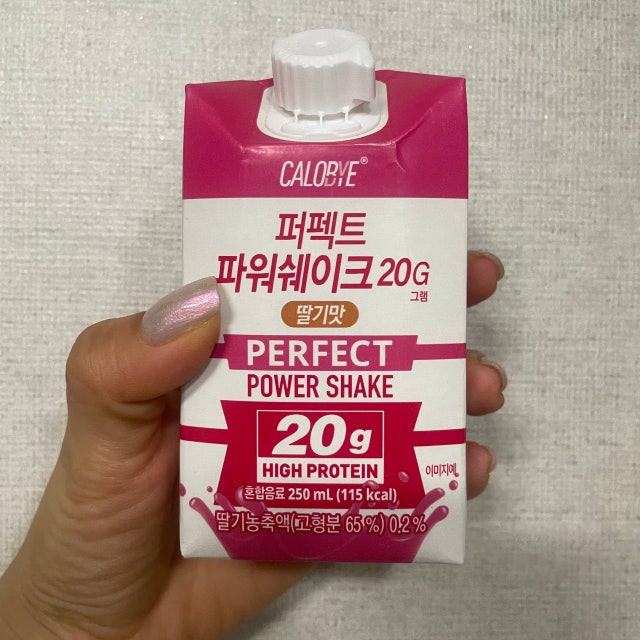 CALOBYE®
퍼펙트
파워쉐이크 20G
그램
딸기맛
PERFECT
POWER SHAKE
20g
HIGH PROTEIN
이미지예
혼합음료 250 mL (115 kcal)
딸기농축액(고형분 65%) 0.2%